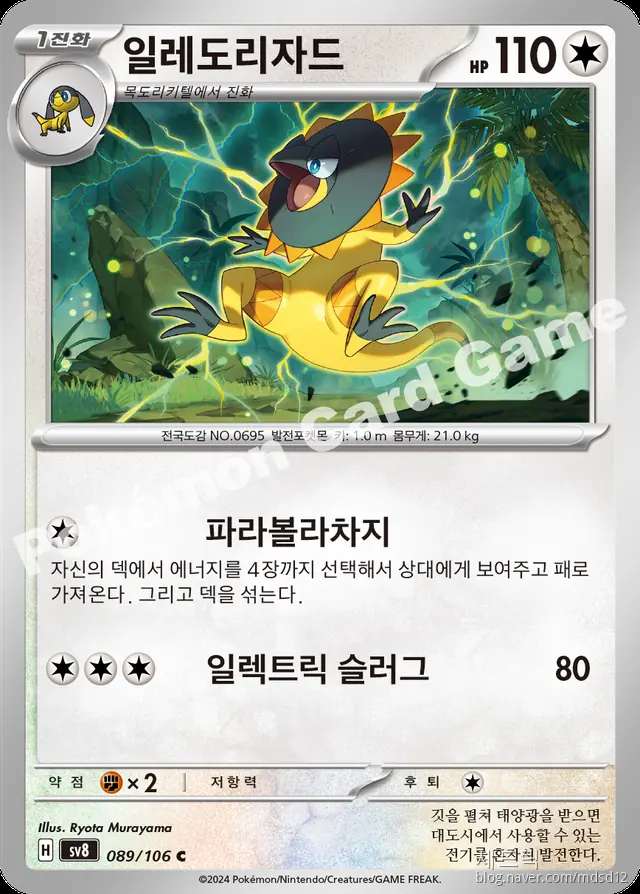 1진화
일레도리자드
HP 110
목도리키텔에서 진화
전국도감 NO.0695 발전포켓몬 키: 1.0 m 몸무게: 21.0 kg
Pokémon Card Game
파라볼라차지
자신의 덱에서 에너지를 4장까지 선택해서 상대에게 보여주고 패로
가져온다. 그리고 덱을 섞는다.
일렉트릭 슬러그 80
약점 ×2 저항력 후퇴
Illus. Ryota Murayama
H sv8 089/106 C
깃을 펼쳐 태양광을 받으면
대도시에서 사용할 수 있는
전기를 혼자서 발전한다.
©2024 Pokémon/Nintendo/Creatures/GAME FREAK.
blog.naver.com/mdsd12